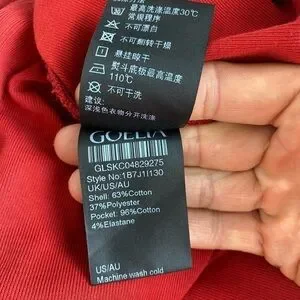 最高洗涤温度30℃
常规程序
不可漂白
不可翻转干燥
悬挂晾干
熨斗底板最高温度
110℃
不可干洗
建议:
深浅色衣物分开洗涤
GLSKC04829275
Style No:1B7J1I130
UK/US/AU
Shell: 63%Cotton
37%Polyester
Pocket: 96%Cotton
4%Elastane
US/AU
Machine wash cold